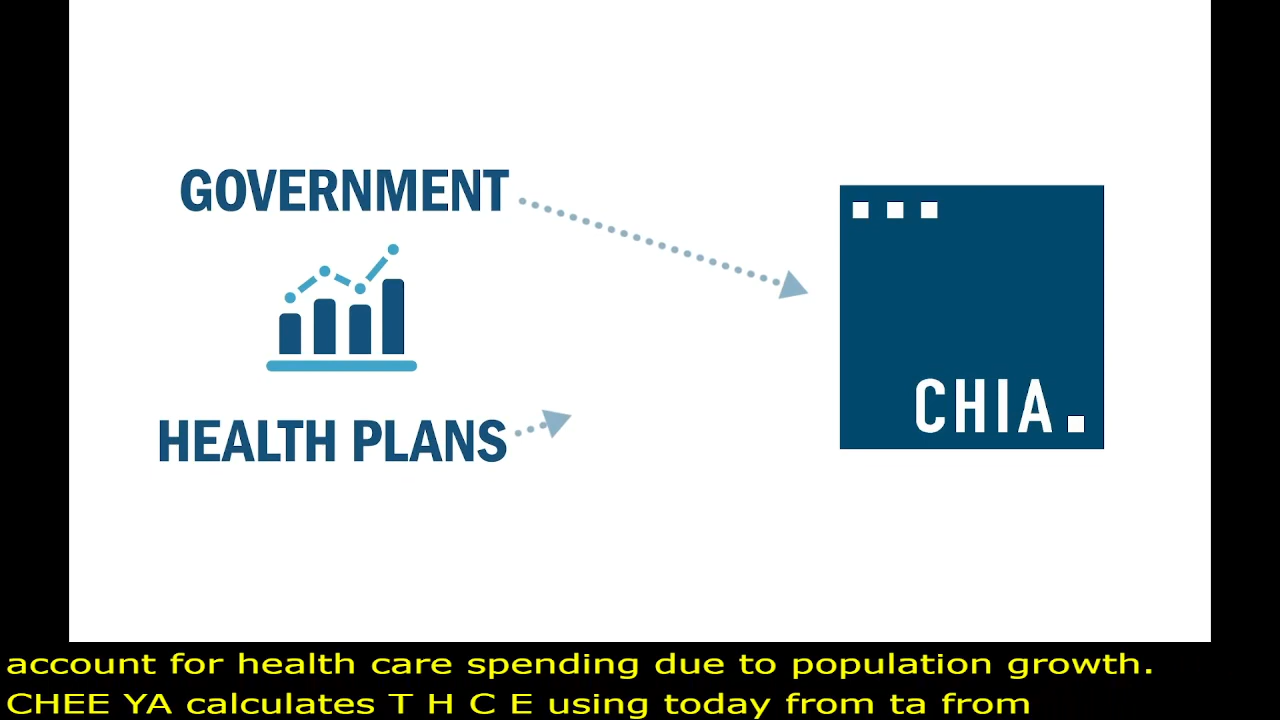 GOVERNMENT
HEALTH PLANS
CHIA.
account for health care spending due to population growth.
CHEE YA calculates T H C E using today from ta from